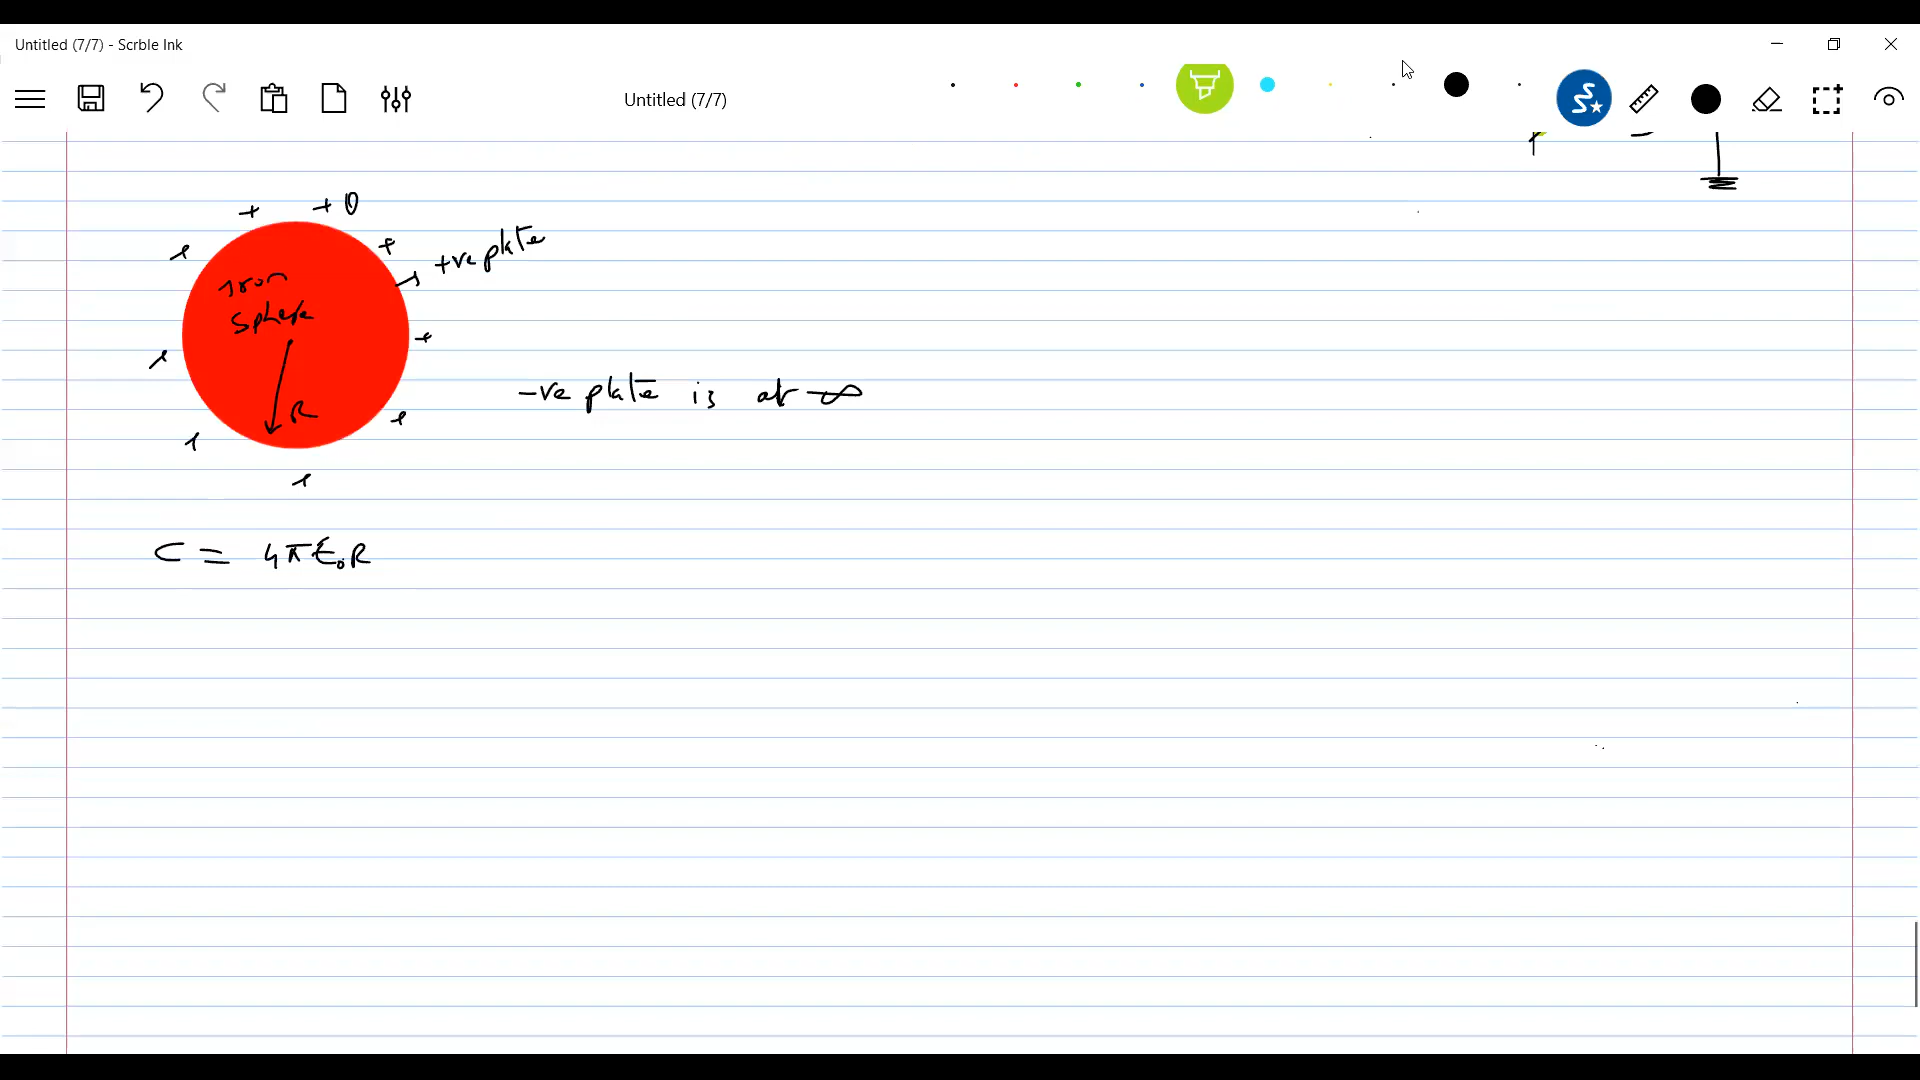 Untitled (7/7) - Scrble Ink
Untitled (7/7)
+ + Q
+ +
+ve plate
Iron
Sphere
+ +
R
-ve plate is at ∞
+ +
+
C = 4πε₀R